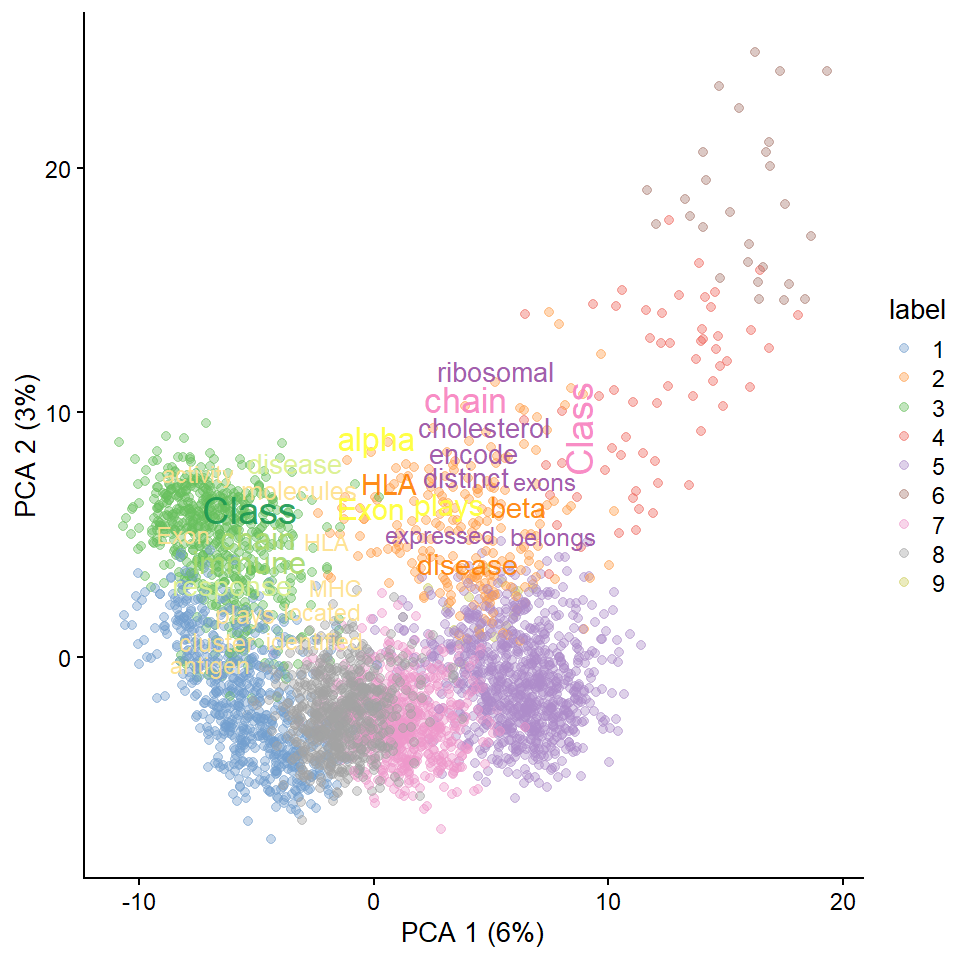 20
10
0
-10
0
10
20
PCA 2 (3%)
PCA 1 (6%)
ribosomal
chain
Class
alpha
cholesterol
encode
HLA
distinct
exons
Exon
plays
beta
expressed
belongs
disease
activity
disease
molecules
Class
Exon
chain
HLA
immune
response
MHC
plays
located
cluster
identified
antigen
label
1
2
3
4
5
6
7
8
9